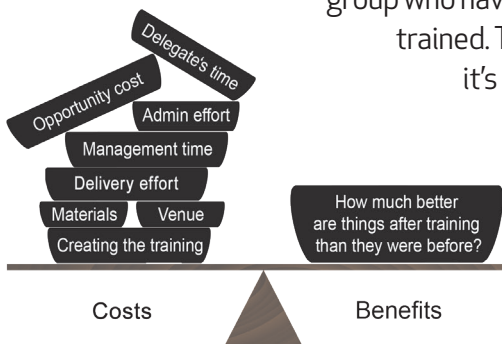 group who hav
trained. T
it's
Delegate's time
Opportunity cost
Admin effort
Management time
Delivery effort
Materials
Venue
Creating the training
How much better
are things after training
than they were before?
Costs
Benefits